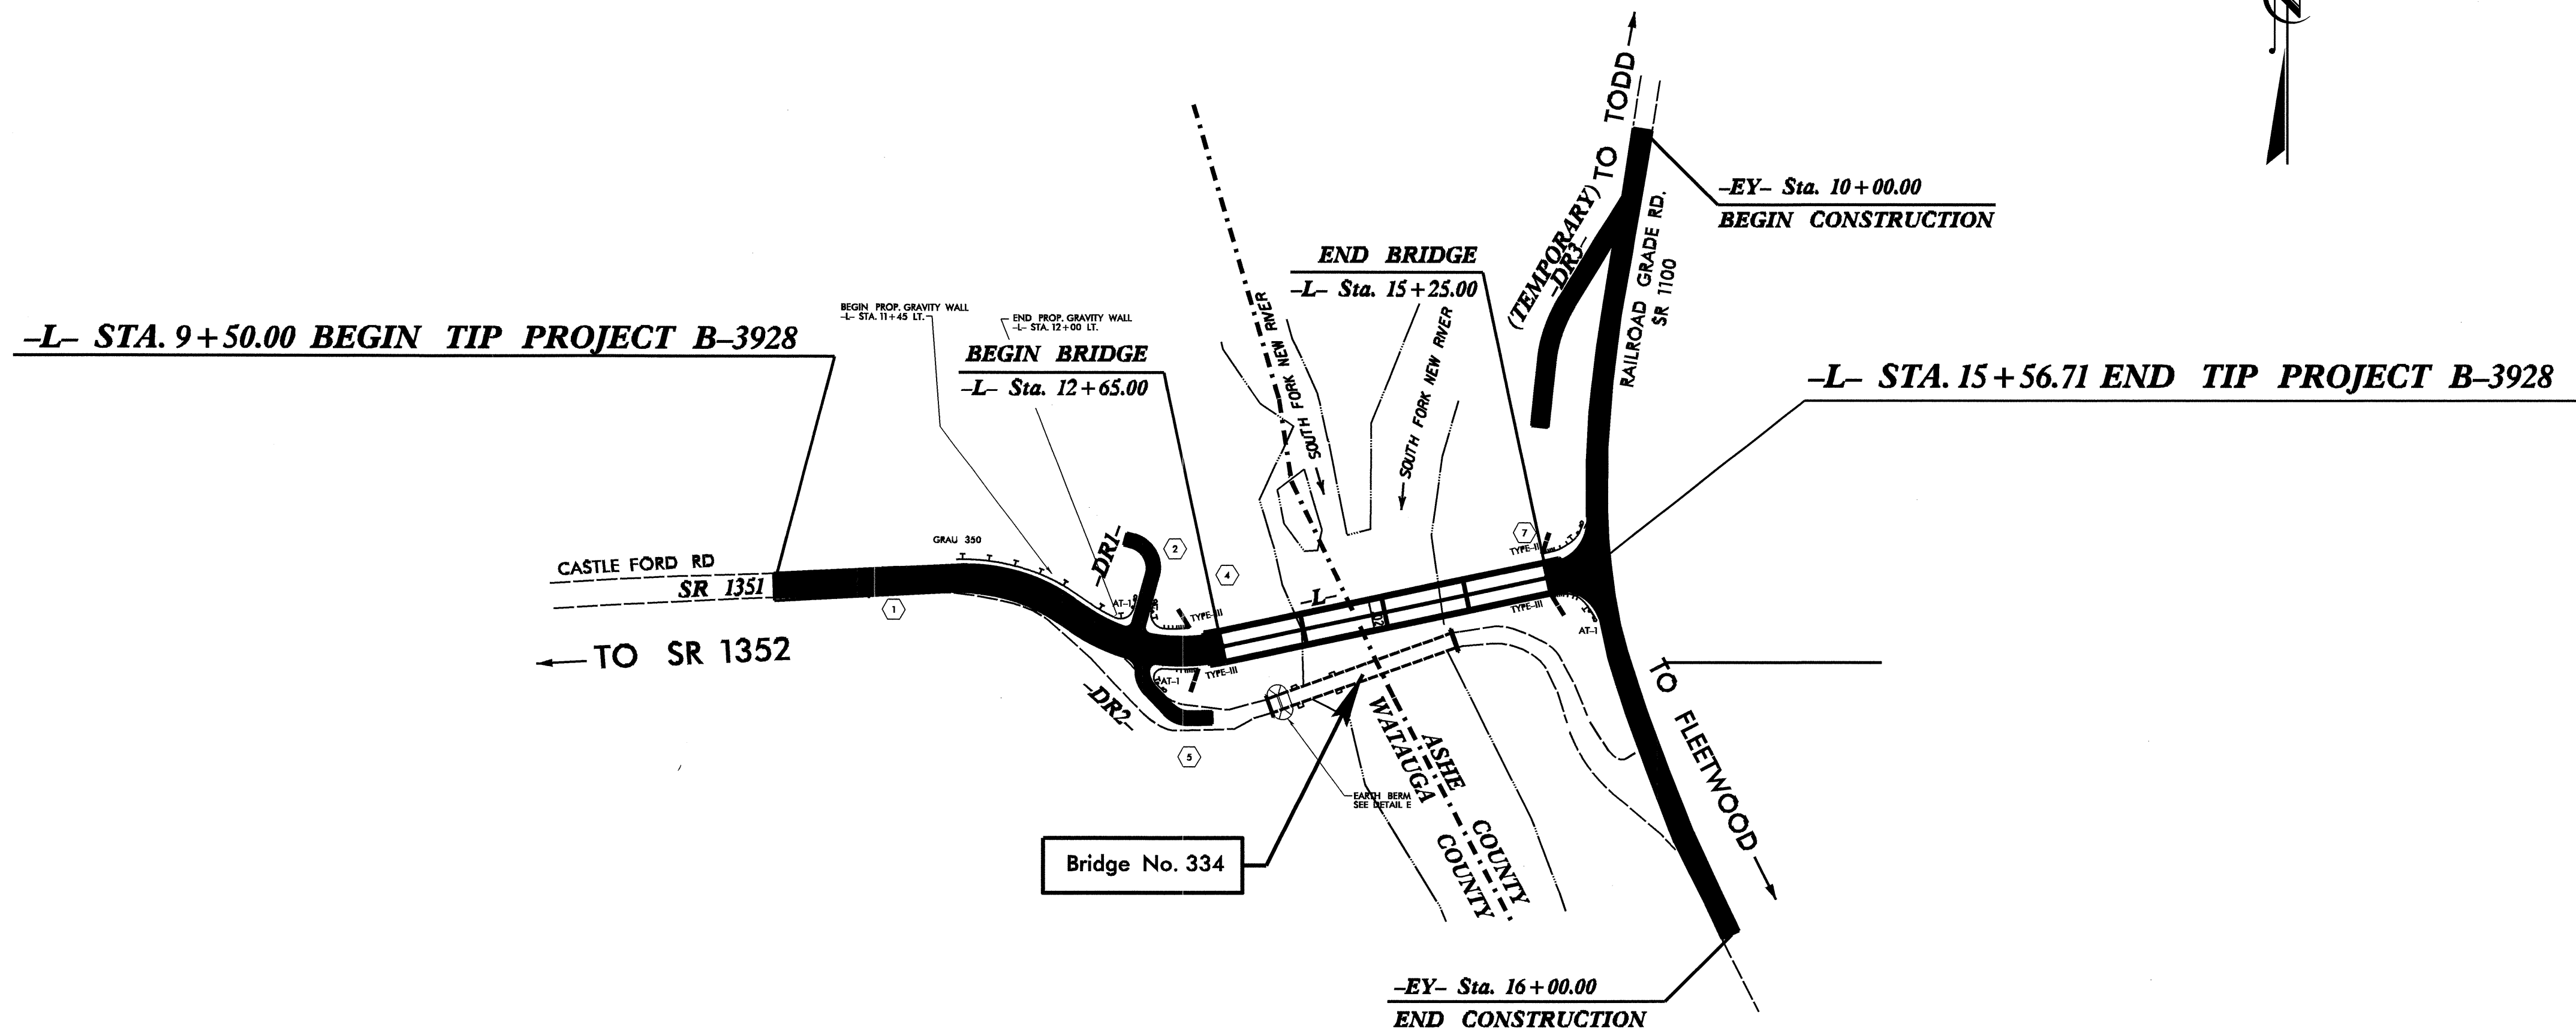 TO TODD
-EY- Sta. 10+00.00
BEGIN CONSTRUCTION
(TEMPORARY)
-DR3-
RAILROAD GRADE RD.
SR 1100
END BRIDGE
-L- Sta. 15+25.00
SOUTH FORK NEW RIVER
SOUTH FORK NEW RIVER
BEGIN PROP. GRAVITY WALL
-L- STA. 11+45 LT.
END PROP. GRAVITY WALL
-L- STA. 12+00 LT.
-L- STA. 9+50.00 BEGIN TIP PROJECT B-3928
BEGIN BRIDGE
-L- Sta. 12+65.00
-L- STA. 15+56.71 END TIP PROJECT B-3928
GRAU 350
-DR1-
2
7
TYPE-III
CASTLE FORD RD
SR 1351
1
4
AT-1
TYPE-III
-L-
TYPE-III
AT-1
TO SR 1352
TYPE-III
AT-1
-DR2-
5
TO FLEETWOOD
WATAUGA COUNTY
ASHE COUNTY
EARTH BERM
SEE DETAIL E
Bridge No. 334
-EY- Sta. 16+00.00
END CONSTRUCTION